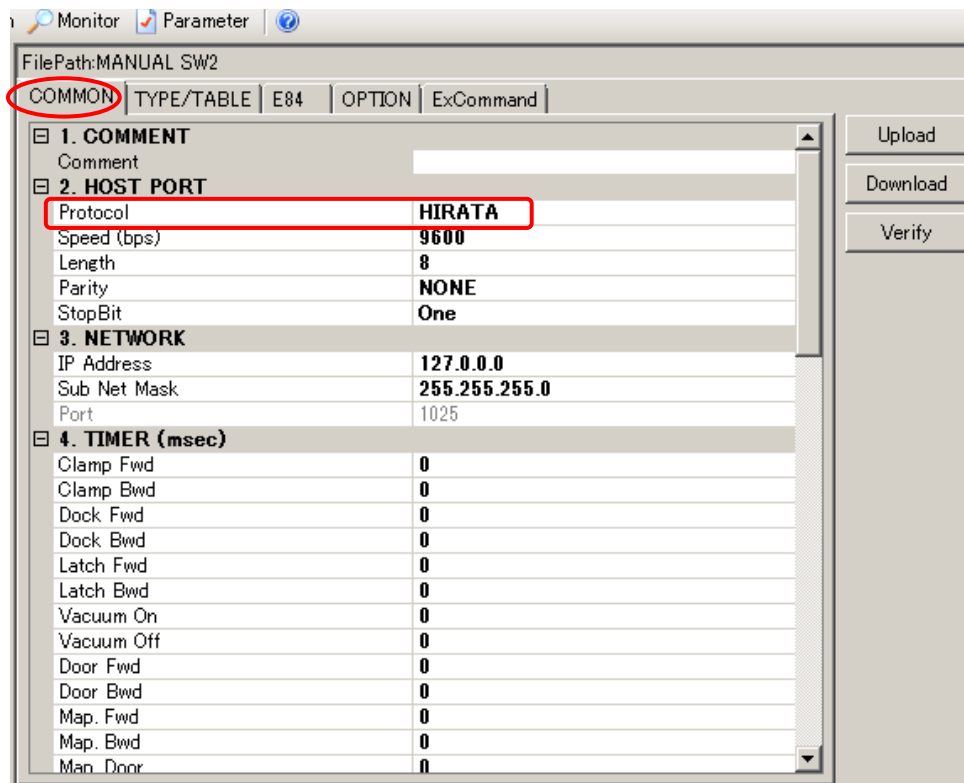 Monitor Parameter
FilePath:MANUAL SW2
COMMON TYPE/TABLE E84 OPTION ExCommand
1. COMMENT
Upload
Comment
2. HOST PORT
Download
Protocol HIRATA
Speed (bps) 9600
Verify
Length 8
Parity NONE
StopBit One
3. NETWORK
IP Address 127.0.0.0
Sub Net Mask 255.255.255.0
Port 1025
4. TIMER (msec)
Clamp Fwd 0
Clamp Bwd 0
Dock Fwd 0
Dock Bwd 0
Latch Fwd 0
Latch Bwd 0
Vacuum On 0
Vacuum Off 0
Door Fwd 0
Door Bwd 0
Map. Fwd 0
Map. Bwd 0
Map. Door 0